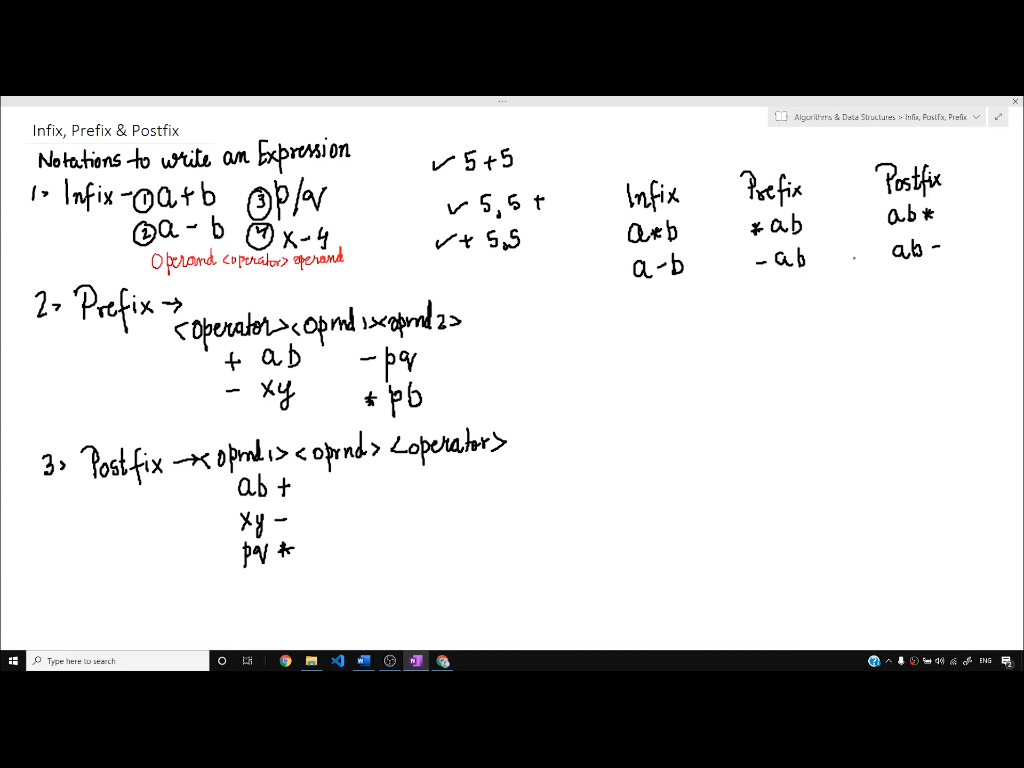 Algorithms & Data Structures > Infix, Postfix, Prefix
Infix, Prefix & Postfix
Notations to write an Expression
1> Infix - ① a + b ③ p/q
② a - b ④ x - y
Operand <operator> operand
✓ 5 + 5
✓ 5, 5 +
✓ + 5, 5
Infix Prefix Postfix
a * b * ab ab *
a - b - ab ab -
2> Prefix →
<operator> <oprnd 1> <oprnd 2>
+ ab - pq
- xy * pb
3> Postfix → <oprnd 1> <oprnd> <operator>
ab +
xy -
pq *
Type here to search
ENG